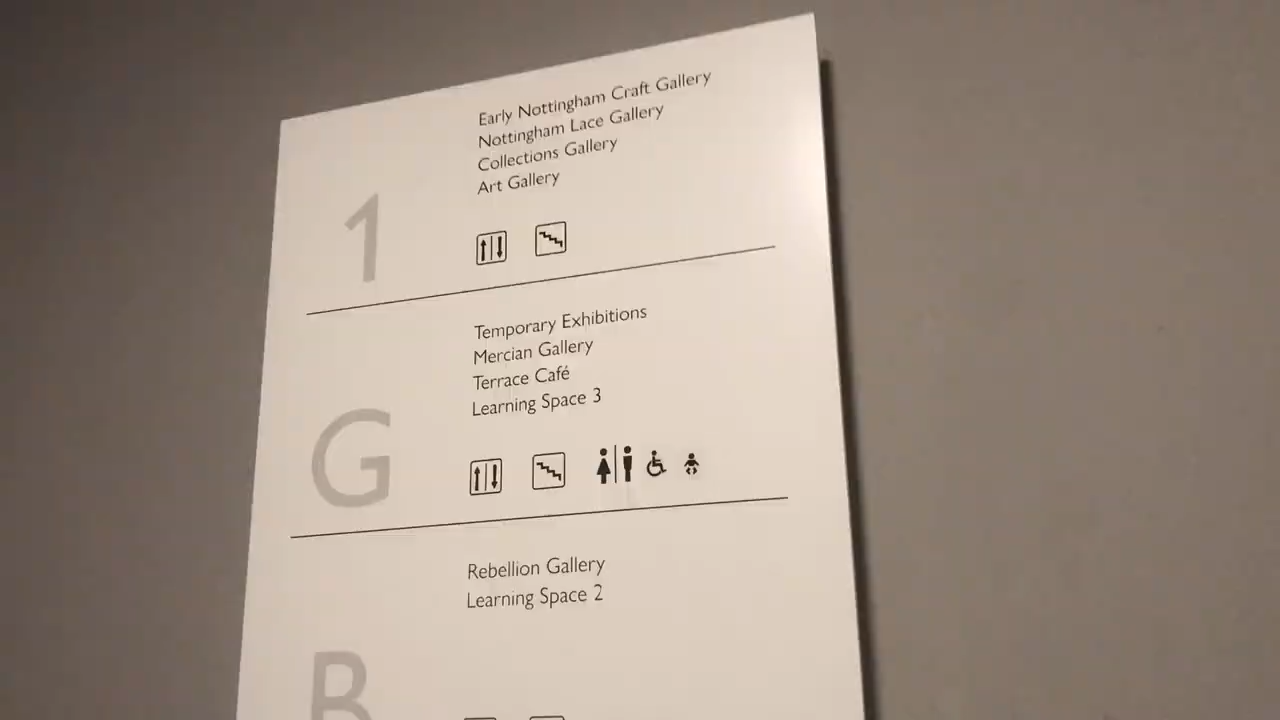 Early Nottingham Craft Gallery
Nottingham Lace Gallery
Collections Gallery
Art Gallery
1
Temporary Exhibitions
Mercian Gallery
Terrace Café
Learning Space 3
G
Rebellion Gallery
Learning Space 2
B